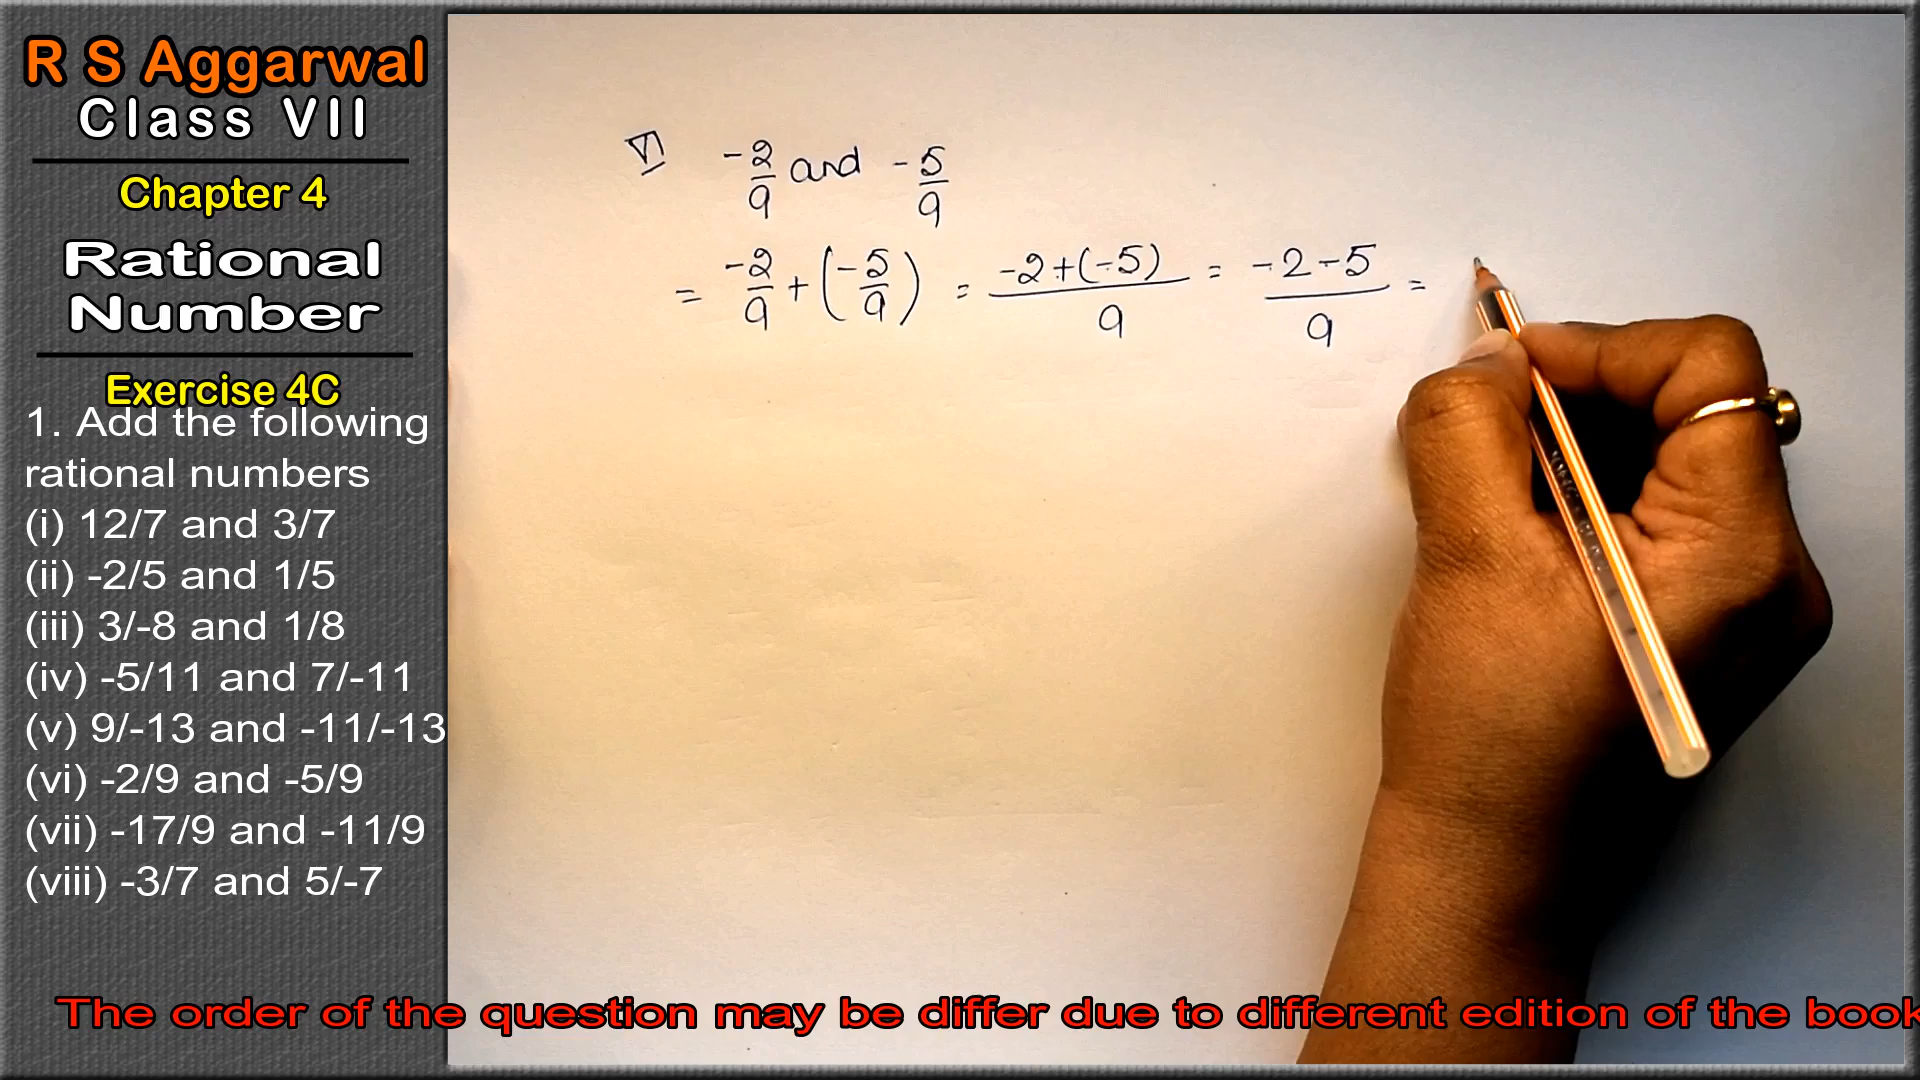 R S Aggarwal
Class VII
Chapter 4
Rational
Number
Exercise 4C
1. Add the following
rational numbers
(i) 12/7 and 3/7
(ii) -2/5 and 1/5
(iii) 3/-8 and 1/8
(iv) -5/11 and 7/-11
(v) 9/-13 and -11/-13
(vi) -2/9 and -5/9
(vii) -17/9 and -11/9
(viii) -3/7 and 5/-7
VI -2/9 and -5/9
= -2/9 + (-5/9) = -2+(-5)/9 = -2-5/9 =
The order of the question may be differ due to different edition of the book